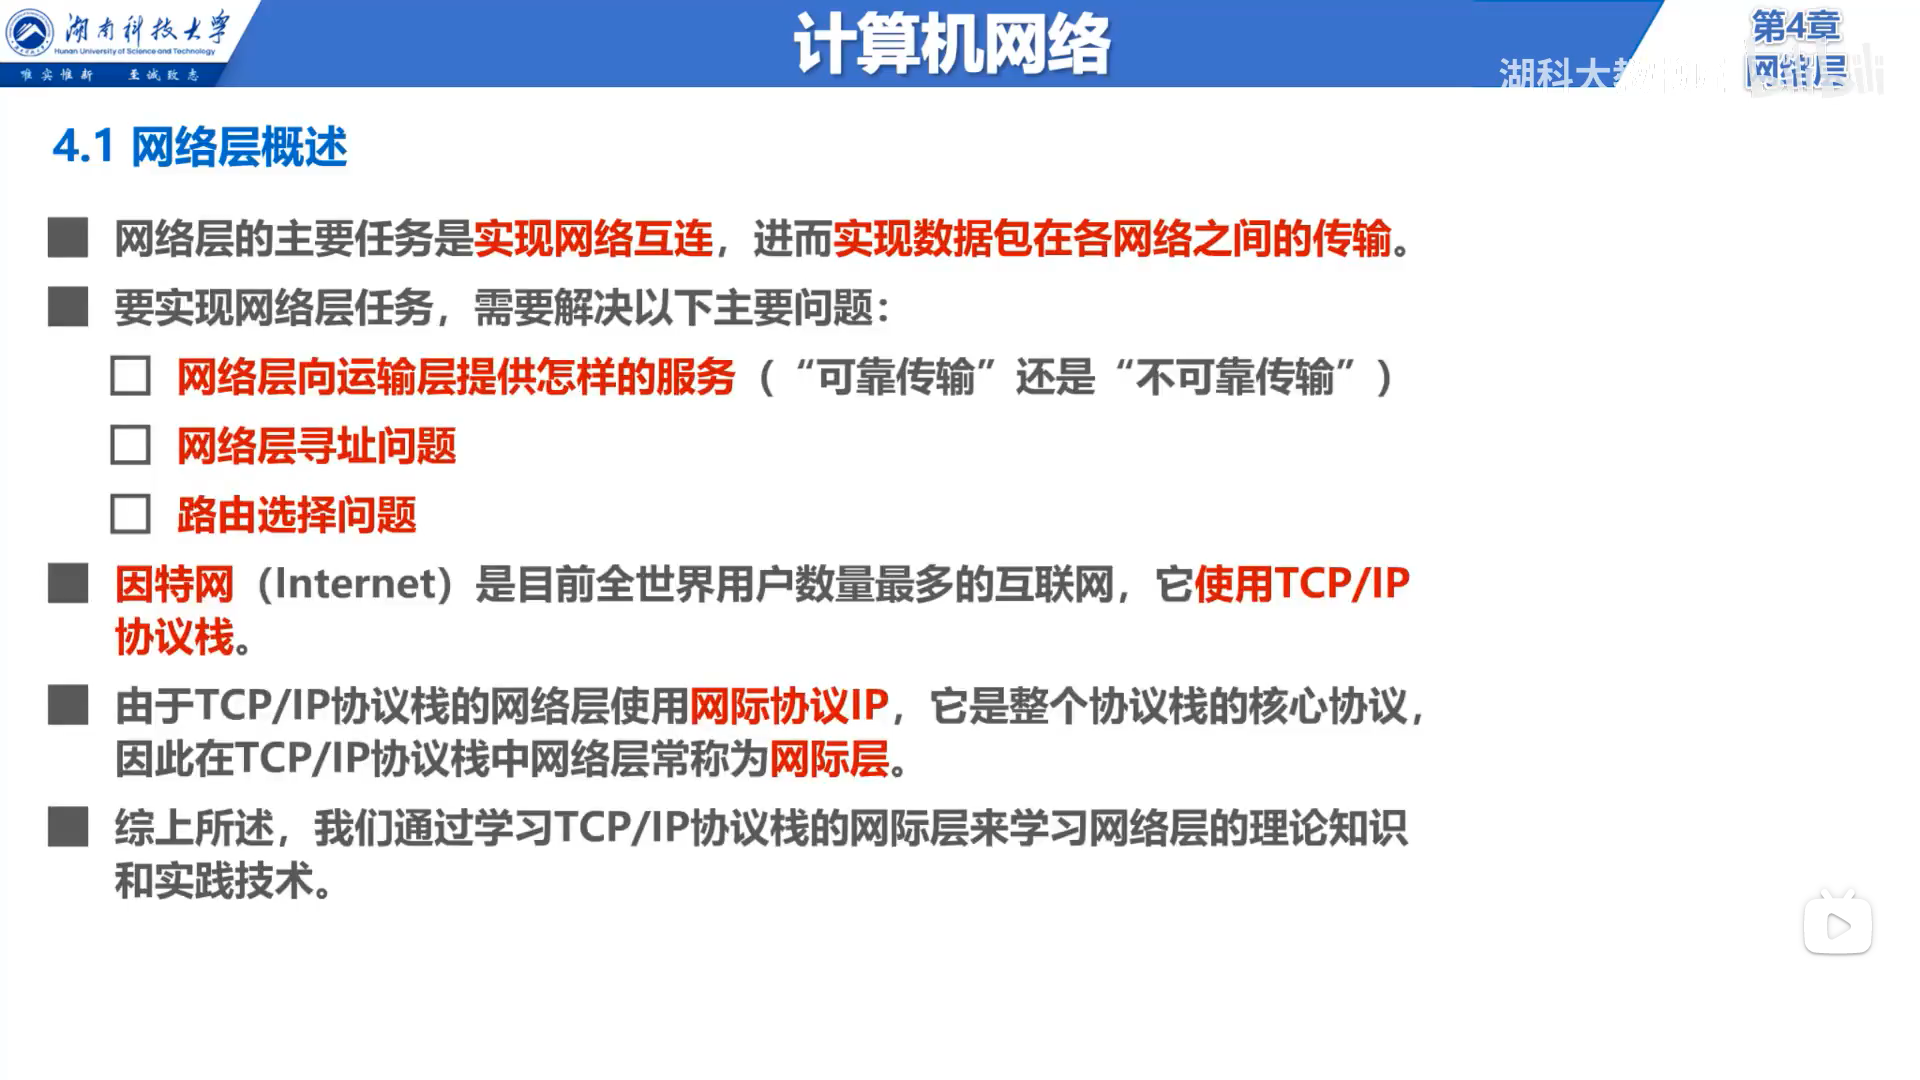 湖南科技大学
Hunan University of Science and Technology
唯实惟新 至诚致志
计算机网络
第4章
网络层
湖科大
4.1 网络层概述
网络层的主要任务是实现网络互连，进而实现数据包在各网络之间的传输。
要实现网络层任务，需要解决以下主要问题：
网络层向运输层提供怎样的服务（“可靠传输”还是“不可靠传输”）
网络层寻址问题
路由选择问题
因特网（Internet）是目前全世界用户数量最多的互联网，它使用TCP/IP
协议栈。
由于TCP/IP协议栈的网络层使用网际协议IP，它是整个协议栈的核心协议，
因此在TCP/IP协议栈中网络层常称为网际层。
综上所述，我们通过学习TCP/IP协议栈的网际层来学习网络层的理论知识
和实践技术。